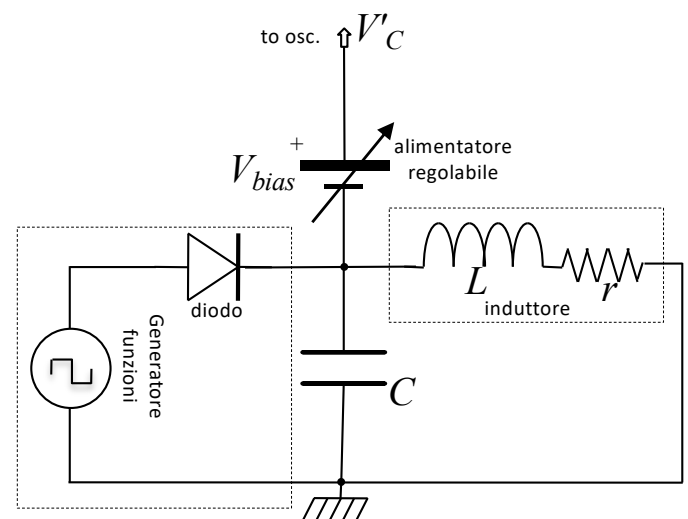 to osc. V'C
+
Vbias
alimentatore
regolabile
diodo
L
r
induttore
Generatore
funzioni
C